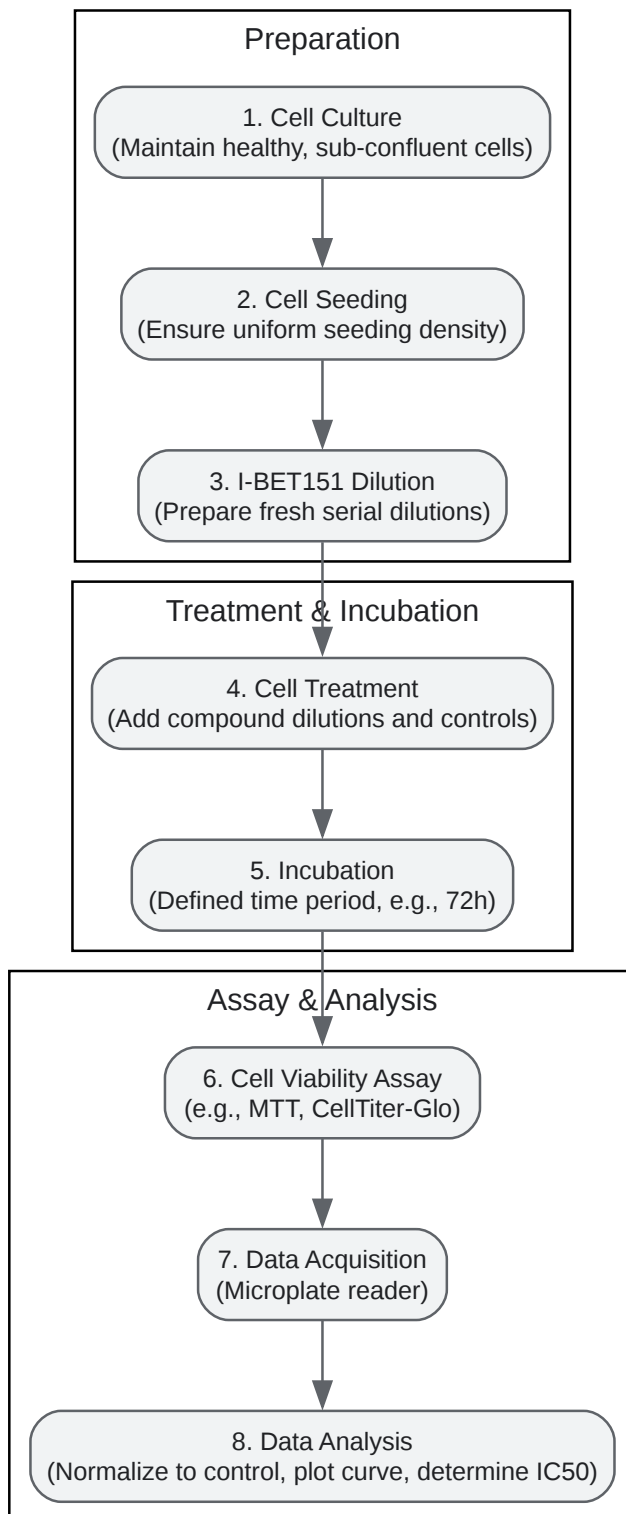 Preparation
1. Cell Culture
(Maintain healthy, sub-confluent cells)
2. Cell Seeding
(Ensure uniform seeding density)
3. I-BET151 Dilution
(Prepare fresh serial dilutions)
Treatment & Incubation
4. Cell Treatment
(Add compound dilutions and controls)
5. Incubation
(Defined time period, e.g., 72h)
Assay & Analysis
6. Cell Viability Assay
(e.g., MTT, CellTiter-Glo)
7. Data Acquisition
(Microplate reader)
8. Data Analysis
(Normalize to control, plot curve, determine IC50)